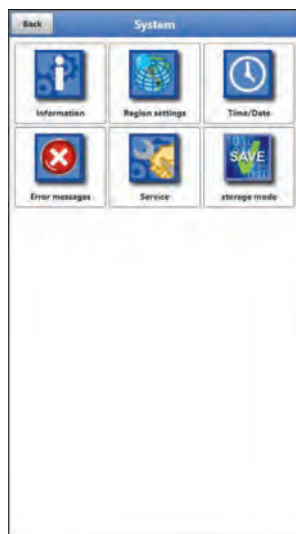 Back
System
Information
Region settings
Time/Date
Error messages
Service
SAVE
storage mode